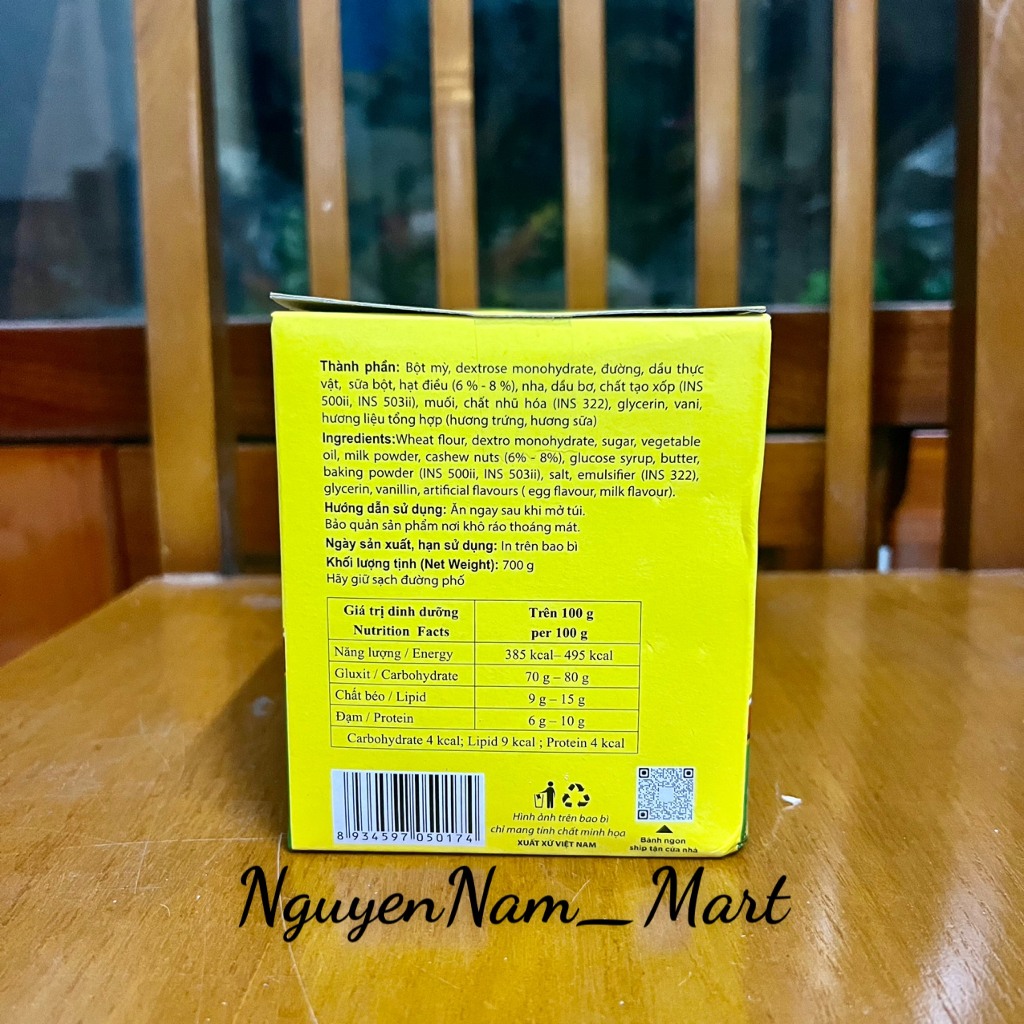 Thành phần: Bột mỳ, dextrose monohydrate, đường, dầu thực
vật, sữa bột, hạt điều (6 % - 8 %), nha, dầu bơ, chất tạo xốp (INS
500ii, INS 503ii), muối, chất nhũ hóa (INS 322), glycerin, vani,
hương liệu tổng hợp (hương trứng, hương sữa)
Ingredients:Wheat flour, dextro monohydrate, sugar, vegetable
oil, milk powder, cashew nuts (6% - 8%), glucose syrup, butter,
baking powder (INS 500ii, INS 503ii), salt, emulsifier (INS 322),
glycerin, vanillin, artificial flavours ( egg flavour, milk flavour).
Hướng dẫn sử dụng: Ăn ngay sau khi mở túi.
Bảo quản sản phẩm nơi khô ráo thoáng mát.
Ngày sản xuất, hạn sử dụng: In trên bao bì
Khối lượng tịnh (Net Weight): 700 g
Hãy giữ sạch đường phố
Giá trị dinh dưỡng Trên 100 g
Nutrition Facts per 100 g
Năng lượng / Energy 385 kcal– 495 kcal
Gluxit / Carbohydrate 70 g – 80 g
Chất béo / Lipid 9 g – 15 g
Đạm / Protein 6 g – 10 g
Carbohydrate 4 kcal; Lipid 9 kcal ; Protein 4 kcal
8 934597 050174
Hình ảnh trên bao bì
chỉ mang tính chất minh họa
XUẤT XỨ VIỆT NAM
Bánh ngon
ship tận cửa nhà
NguyenNam_Mart